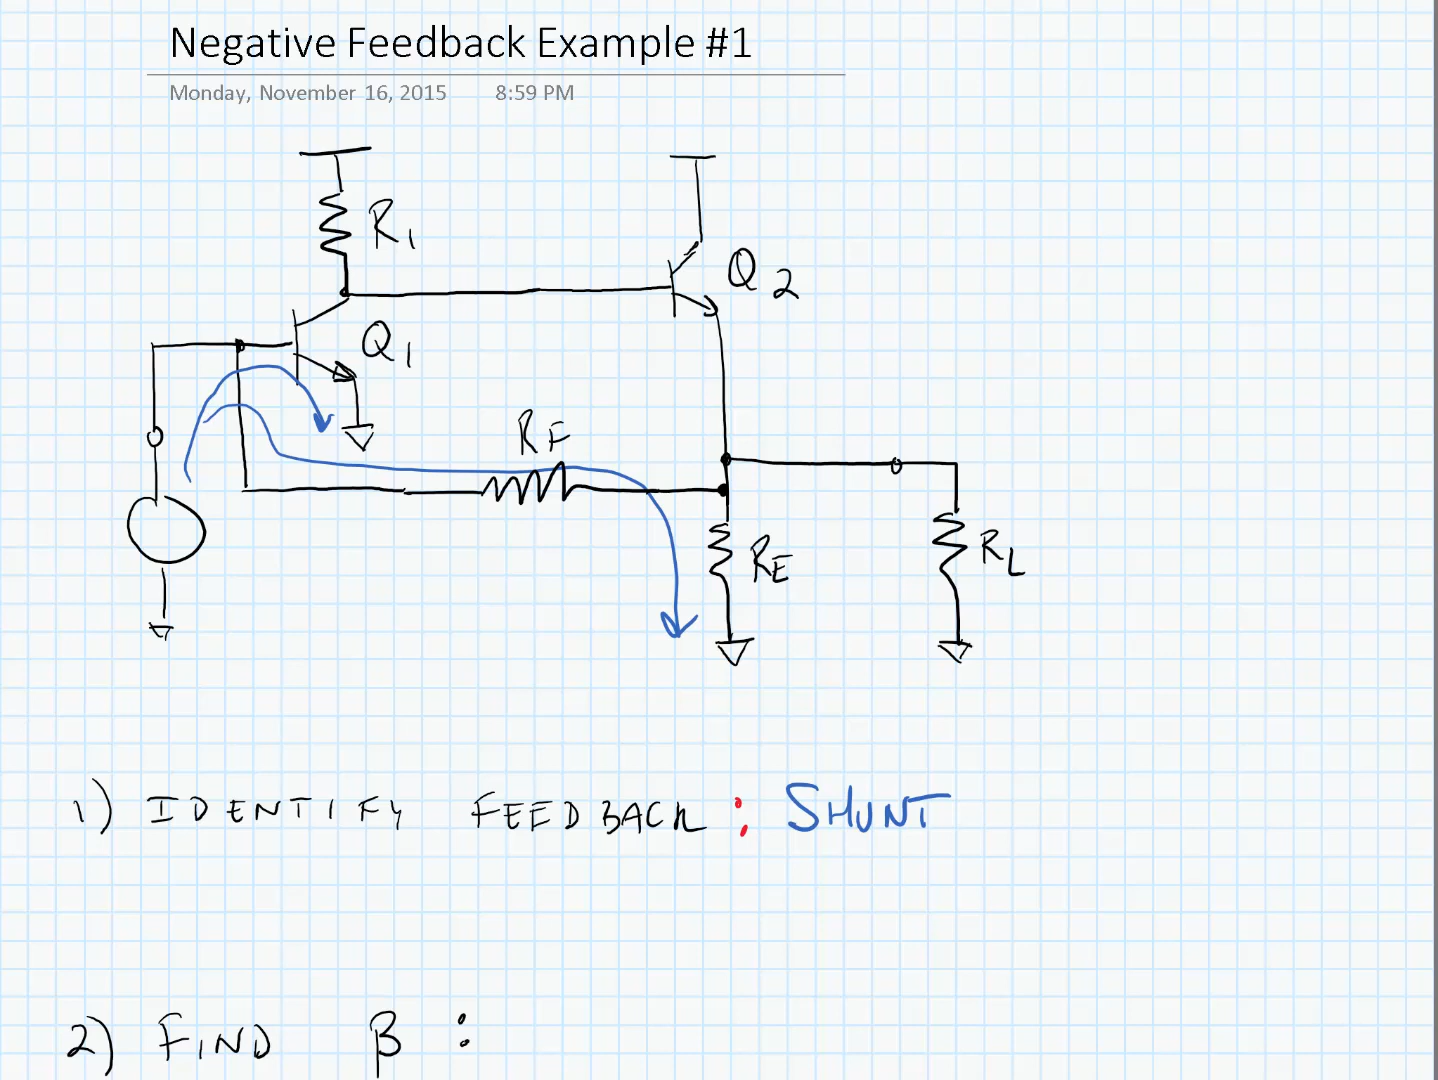 Negative Feedback Example #1
Monday, November 16, 2015 8:59 PM
R1
Q2
Q1
RF
RE
RL
1) IDENTIFY FEEDBACK : SHUNT
2) FIND β :